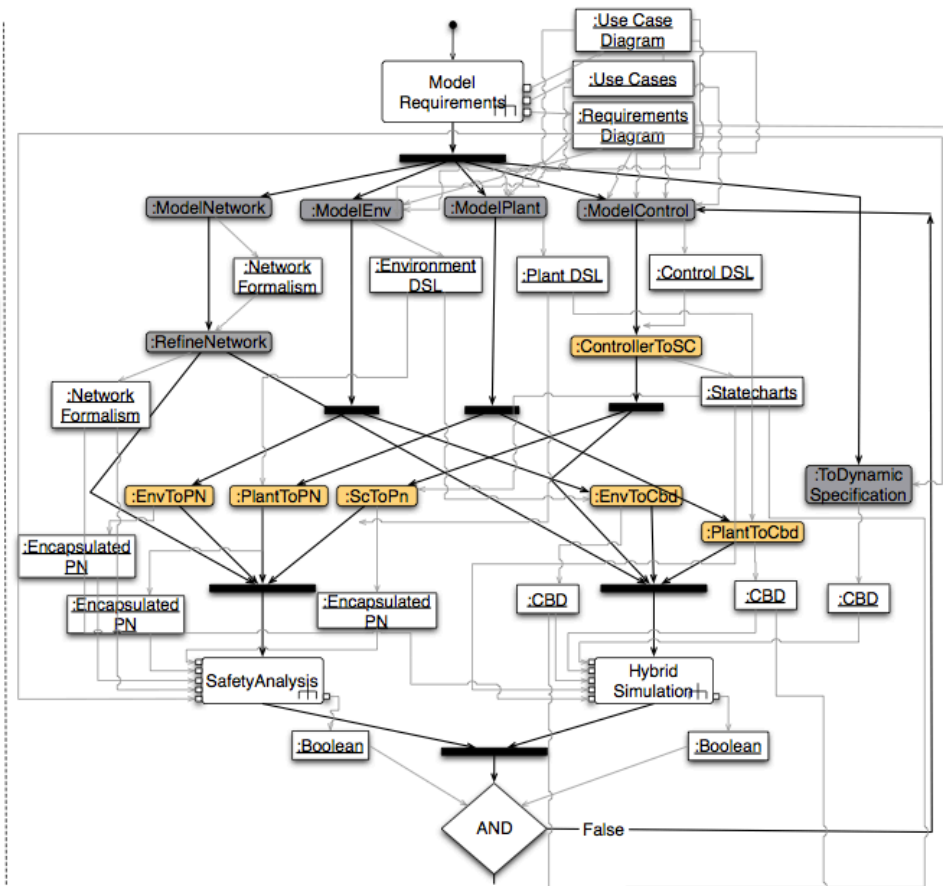 :Use Case
Diagram
Model
Requirements
:Use Cases
:Requirements
Diagram
:ModelNetwork
:ModelEnv
:ModelPlant
:ModelControl
:Network
Formalism
:Environment
DSL
:Plant DSL
:Control DSL
:RefineNetwork
:ControllerToSC
:Network
Formalism
:Statecharts
:EnvToPN
:PlantToPN
:ScToPn
:EnvToCbd
:ToDynamic
Specification
:PlantToCbd
:Encapsulated
PN
:Encapsulated
PN
:Encapsulated
PN
:CBD
:CBD
:CBD
SafetyAnalysis
Hybrid
Simulation
:Boolean
:Boolean
AND
False